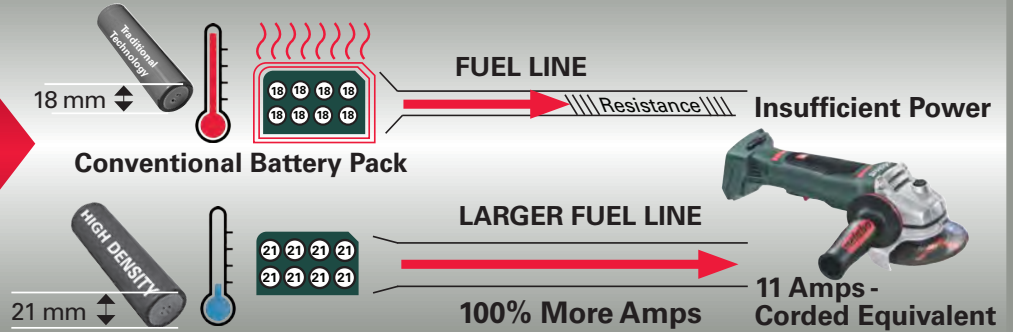 Traditional
Technology
18 mm
18 18 18 18
18 18 18 18
FUEL LINE
Resistance
Insufficient Power
Conventional Battery Pack
HIGH DENSITY
21 mm
21 21 21 21
21 21 21 21
LARGER FUEL LINE
100% More Amps
metabo
11 Amps -
Corded Equivalent